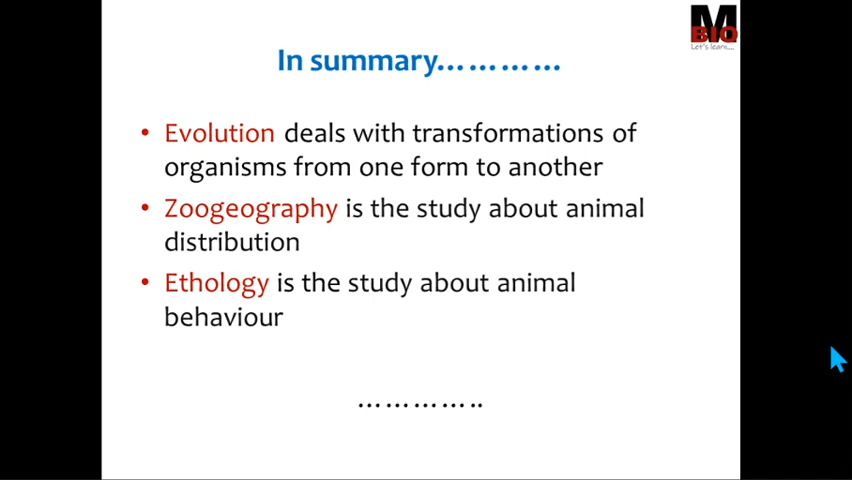 M
BIO
Let's learn....
In summary…………
• Evolution deals with transformations of
organisms from one form to another
• Zoogeography is the study about animal
distribution
• Ethology is the study about animal
behaviour
…………..